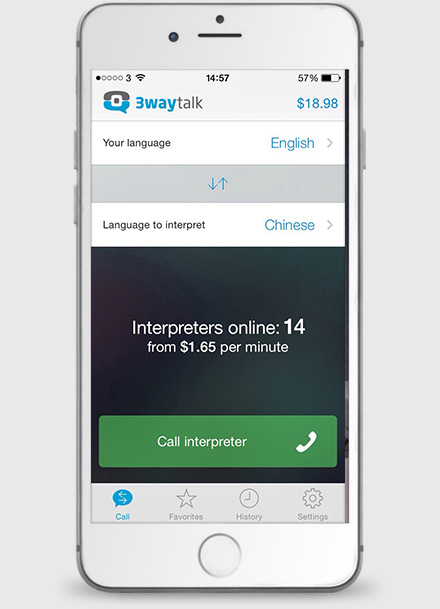 3 14:57 57%
3waytalk $18.98
Your language English
Language to interpret Chinese
Interpreters online: 14
from $1.65 per minute
Call interpreter
Call Favorites History Settings